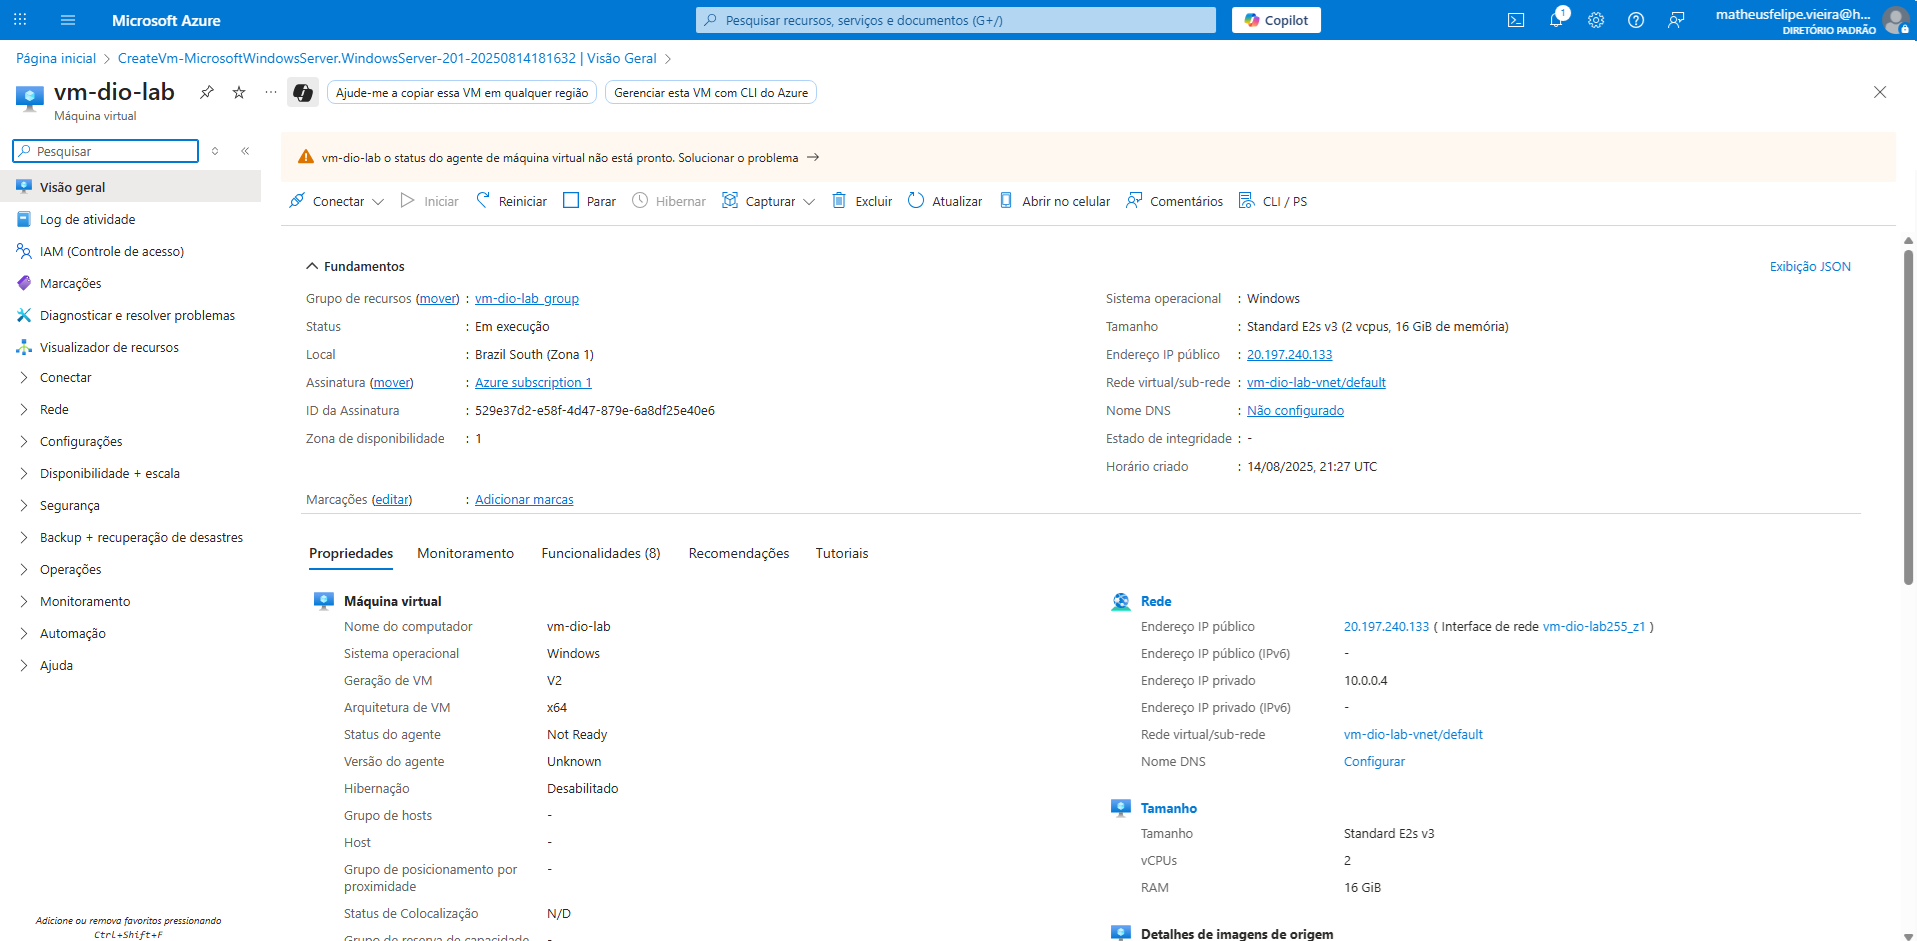 Microsoft Azure
Pesquisar recursos, serviços e documentos (G+/)
Copilot
1
matheusfelipe.vieira@h...
DIRETÓRIO PADRÃO
Página inicial > CreateVm-MicrosoftWindowsServer.WindowsServer-201-20250814181632 | Visão Geral >
vm-dio-lab
Máquina virtual
Ajude-me a copiar essa VM em qualquer região
Gerenciar esta VM com CLI do Azure
Pesquisar
Visão geral
Log de atividade
IAM (Controle de acesso)
Marcações
Diagnosticar e resolver problemas
Visualizador de recursos
Conectar
Rede
Configurações
Disponibilidade + escala
Segurança
Backup + recuperação de desastres
Operações
Monitoramento
Automação
Ajuda
Adicione ou remova favoritos pressionando
Ctrl+Shift+F
vm-dio-lab o status do agente de máquina virtual não está pronto. Solucionar o problema →
Conectar Iniciar Reiniciar Parar Hibernar Capturar Excluir Atualizar Abrir no celular Comentários CLI / PS
Fundamentos
Exibição JSON
Grupo de recursos (mover) : vm-dio-lab_group
Status : Em execução
Local : Brazil South (Zona 1)
Assinatura (mover) : Azure subscription 1
ID da Assinatura : 529e37d2-e58f-4d47-879e-6a8df25e40e6
Zona de disponibilidade : 1
Sistema operacional : Windows
Tamanho : Standard E2s v3 (2 vcpus, 16 GiB de memória)
Endereço IP público : 20.197.240.133
Rede virtual/sub-rede : vm-dio-lab-vnet/default
Nome DNS : Não configurado
Estado de integridade : -
Horário criado : 14/08/2025, 21:27 UTC
Marcações (editar) : Adicionar marcas
Propriedades Monitoramento Funcionalidades (8) Recomendações Tutoriais
Máquina virtual
Nome do computador vm-dio-lab
Sistema operacional Windows
Geração de VM V2
Arquitetura de VM x64
Status do agente Not Ready
Versão do agente Unknown
Hibernação Desabilitado
Grupo de hosts -
Host -
Grupo de posicionamento por -
proximidade
Status de Colocalização N/D
Grupo de reserva de capacidade -
Rede
Endereço IP público 20.197.240.133 ( Interface de rede vm-dio-lab255_z1 )
Endereço IP público (IPv6) -
Endereço IP privado 10.0.0.4
Endereço IP privado (IPv6) -
Rede virtual/sub-rede vm-dio-lab-vnet/default
Nome DNS Configurar
Tamanho
Tamanho Standard E2s v3
vCPUs 2
RAM 16 GiB
Detalhes de imagens de origem